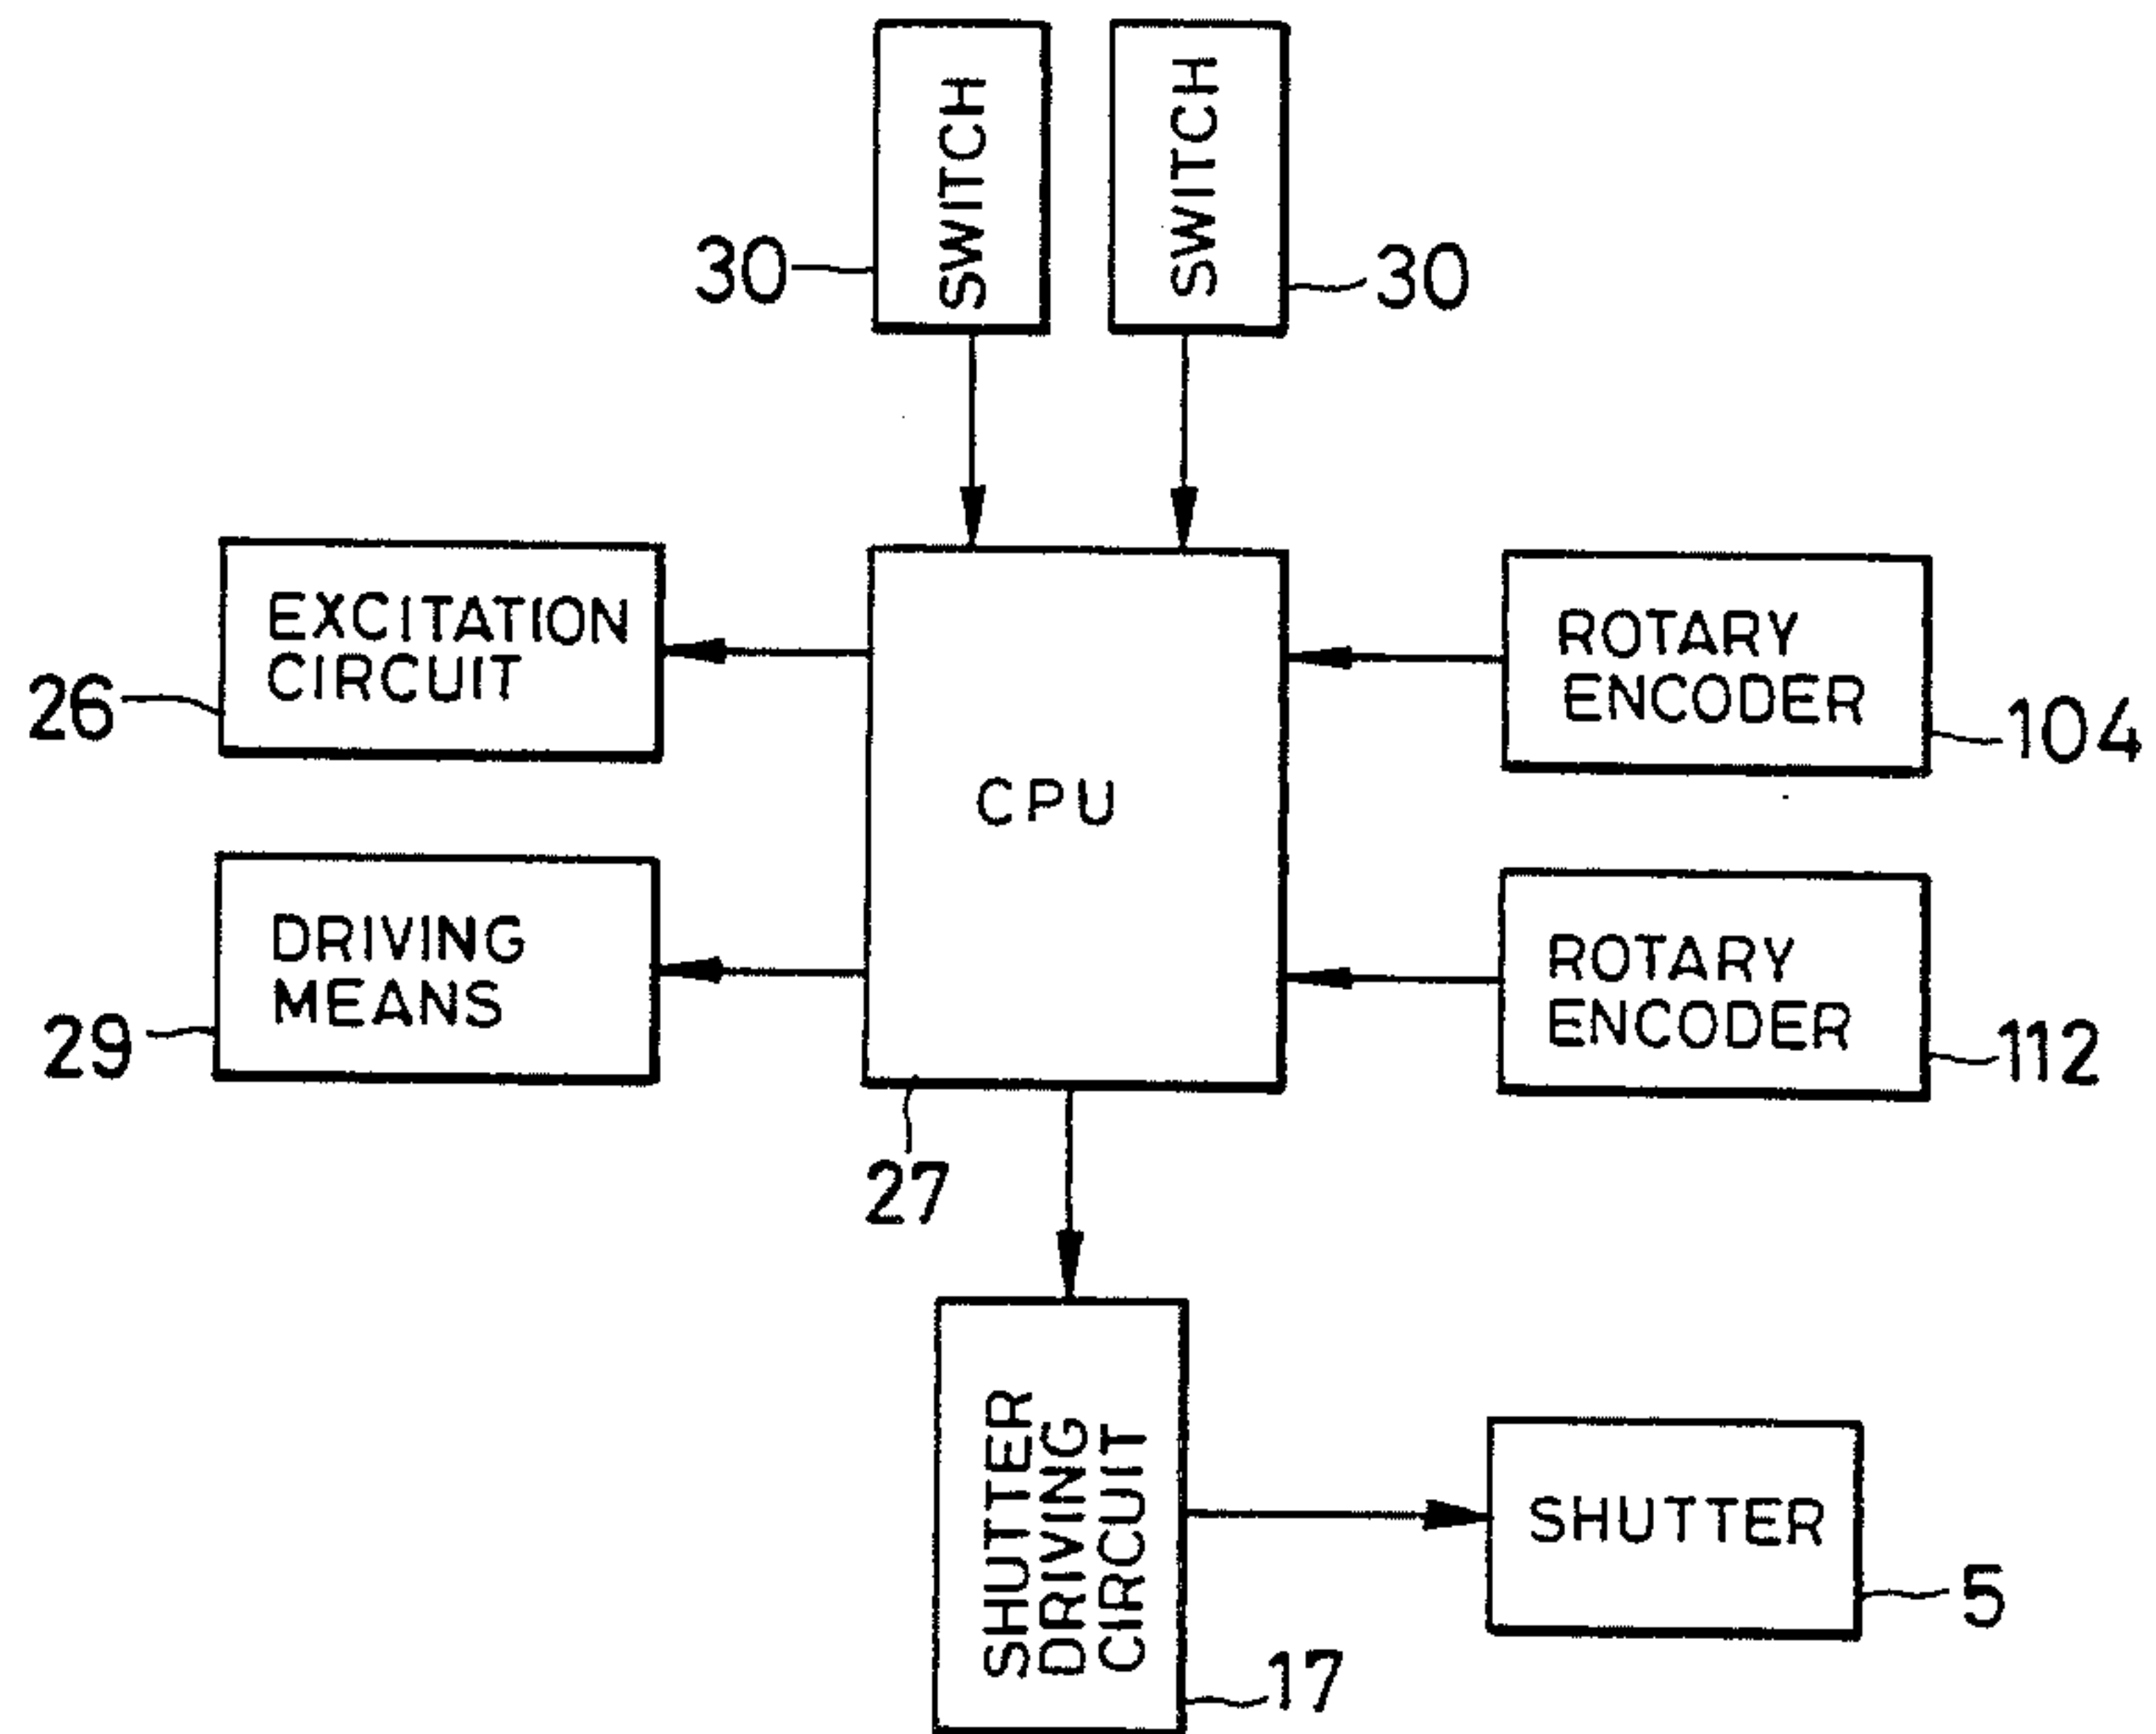 SWITCH
SWITCH
30
30
EXCITATION
CIRCUIT
26
ROTARY
ENCODER
104
CPU
DRIVING
MEANS
29
ROTARY
ENCODER
112
27
SHUTTER
DRIVING
CIRCUIT
17
SHUTTER
5